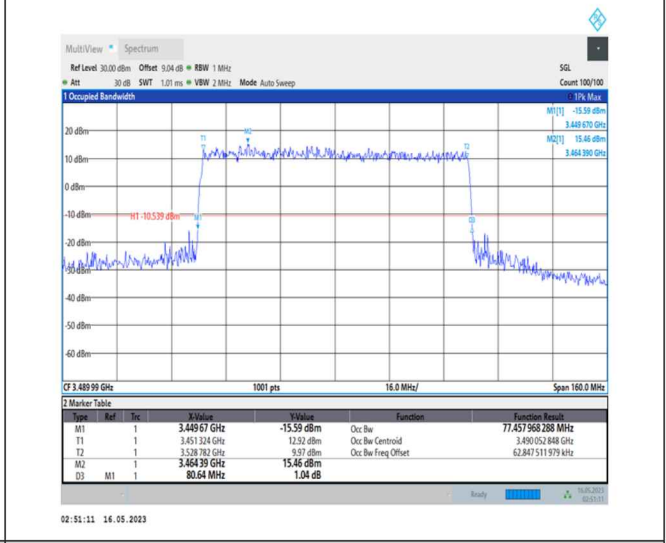 MultiView Spectrum
Ref Level 30.00 dBm Offset 9.04 dB RBW 1 MHz SGL
Att 30 dB SWT 1.01 ms VBW 2 MHz Mode Auto Sweep Count 100/100
1 Occupied Bandwidth 1Pk Max
M1[1] -15.59 dBm
3.449 670 GHz
M2[1] 15.46 dBm
3.464 390 GHz
20 dBm
T1 M2
10 dBm
0 dBm
-10 dBm H1 -10.539 dBm M1
-20 dBm
-30 dBm
-40 dBm
-50 dBm
-60 dBm
CF 3.489 99 GHz 1001 pts 16.0 MHz/ Span 160.0 MHz
2 Marker Table
Type Ref Trc X-Value Y-Value Function Function Result
M1 1 3.449 67 GHz -15.59 dBm Occ Bw 77.457 968 288 MHz
T1 1 3.451 324 GHz 12.92 dBm Occ Bw Centroid 3.490 052 848 GHz
T2 1 3.528 782 GHz 9.97 dBm Occ Bw Freq Offset 62.847 511 979 kHz
M2 1 3.464 39 GHz 15.46 dBm
D3 M1 1 80.64 MHz 1.04 dB
Ready 16.05.2023
02:51:11
02:51:11 16.05.2023